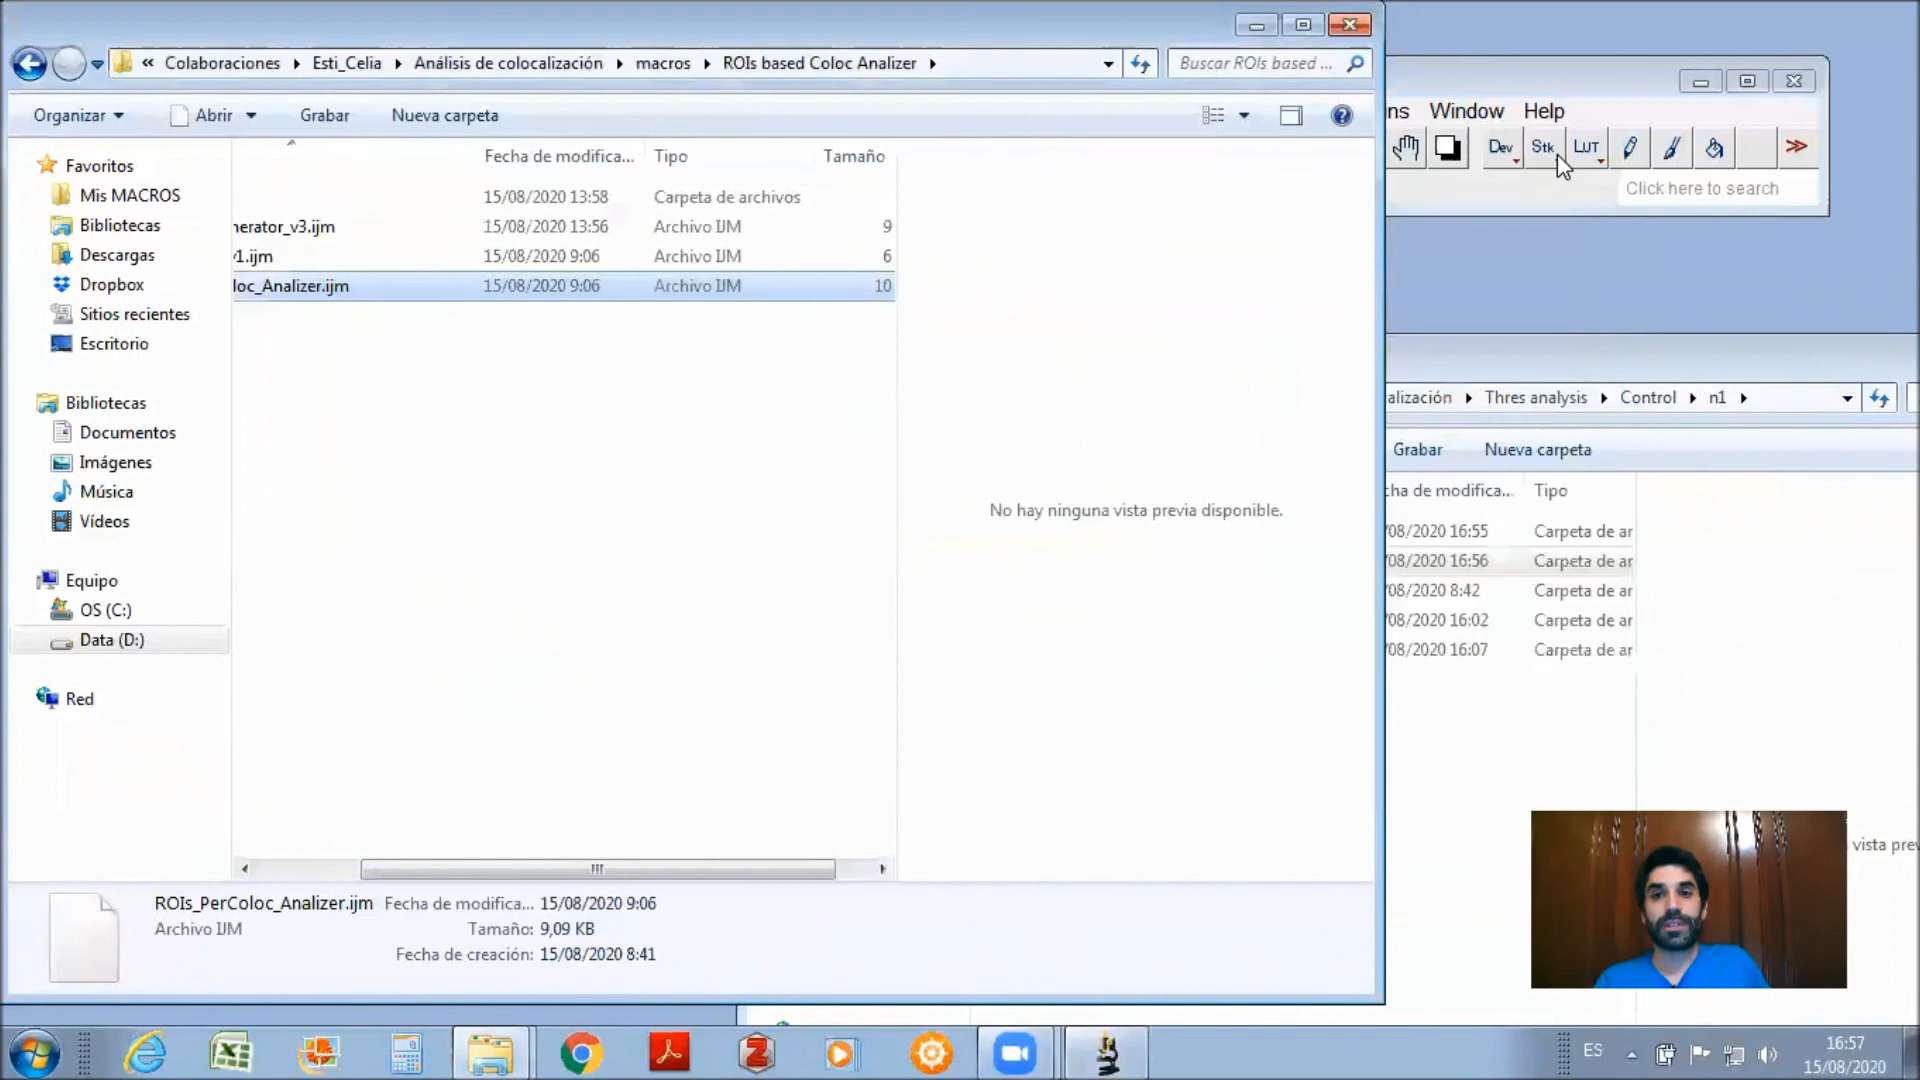 « Colaboraciones Esti_Celia Análisis de colocalización macros ROIs based Coloc Analizer
Buscar ROIs based ...
Organizar Abrir Grabar Nueva carpeta
Fecha de modifica... Tipo Tamaño
15/08/2020 13:58 Carpeta de archivos
nerator_v3.ijm 15/08/2020 13:56 Archivo IJM 9
v1.ijm 15/08/2020 9:06 Archivo IJM 6
loc_Analizer.ijm 15/08/2020 9:06 Archivo IJM 10
Favoritos
Mis MACROS
Bibliotecas
Descargas
Dropbox
Sitios recientes
Escritorio
Bibliotecas
Documentos
Imágenes
Música
Vídeos
Equipo
OS (C:)
Data (D:)
Red
No hay ninguna vista previa disponible.
ROIs_PerColoc_Analizer.ijm Fecha de modifica... 15/08/2020 9:06
Archivo IJM Tamaño: 9,09 KB
Fecha de creación: 15/08/2020 8:41
ns Window Help
Dev Stk LUT
Click here to search
alización Thres analysis Control n1
Grabar Nueva carpeta
cha de modifica... Tipo
/08/2020 16:55 Carpeta de ar
/08/2020 16:56 Carpeta de ar
/08/2020 8:42 Carpeta de ar
/08/2020 16:02 Carpeta de ar
/08/2020 16:07 Carpeta de ar
vista prev
ES
16:57
15/08/2020